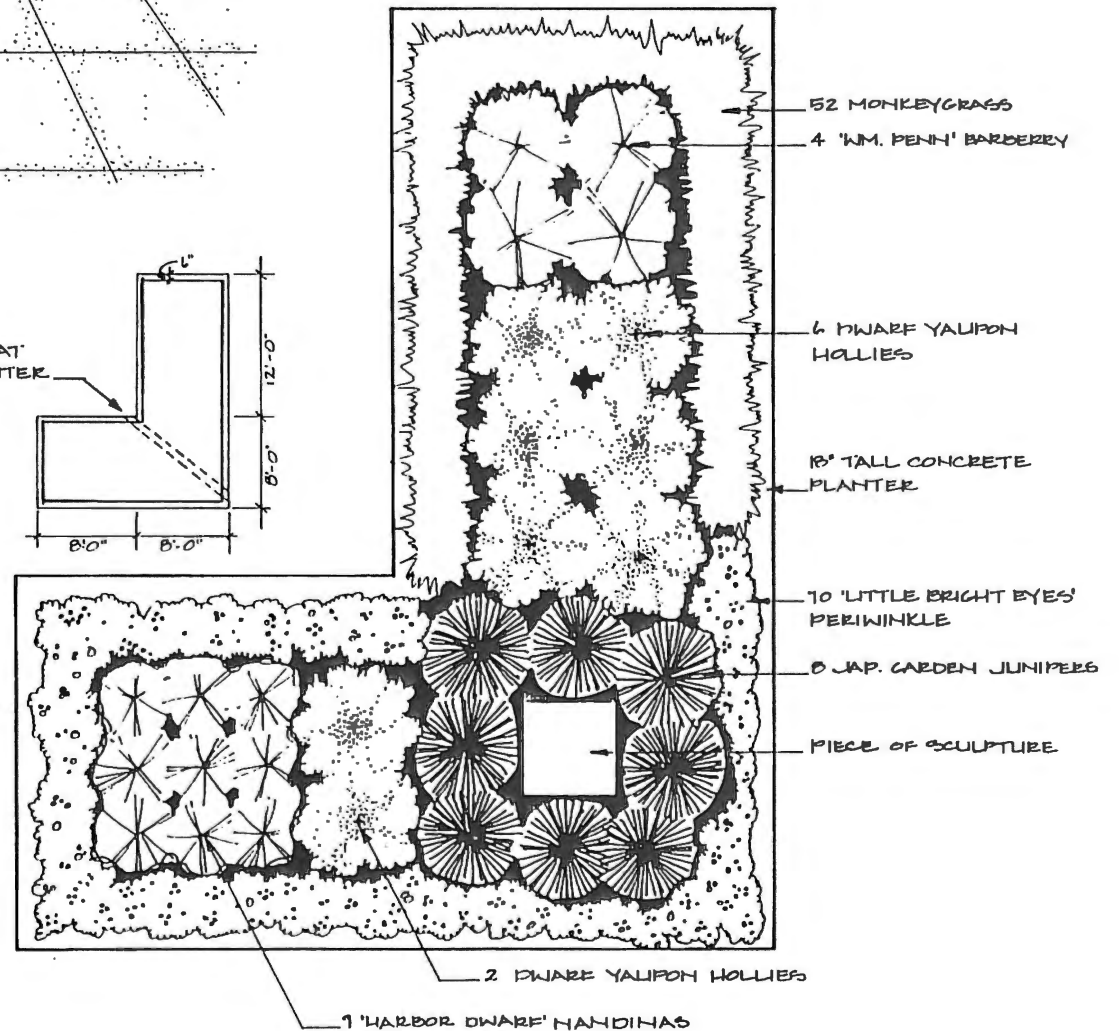 52 MONKEYGRASS
4 'WM. PENN' BARBERRY
6"
6 DWARF YAUPON
HOLLIES
12'-0"
AT
TER
8'-0"
18" TALL CONCRETE
PLANTER
8'-0" 8'-0"
70 'LITTLE BRIGHT EYES'
PERIWINKLE
8 JAP. GARDEN JUNIPERS
PIECE OF SCULPTURE
2 DWARF YAUPON HOLLIES
9 'HARBOR DWARF' NANDINAS